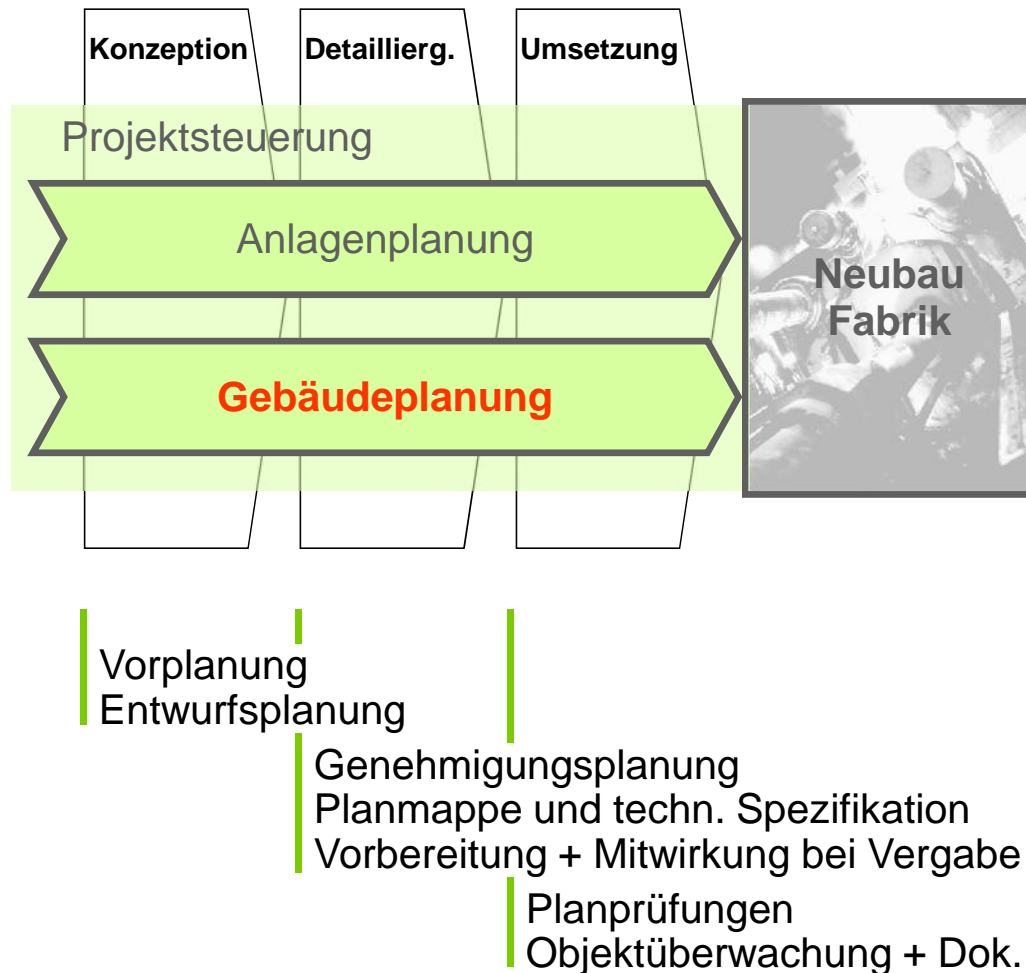 Konzeption
Detaillierg.
Umsetzung
Projektsteuerung
Anlagenplanung
Neubau
Fabrik
Gebäudeplanung
Vorplanung
Entwurfsplanung
Genehmigungsplanung
Planmappe und techn. Spezifikation
Vorbereitung + Mitwirkung bei Vergabe
Planprüfungen
Objektüberwachung + Dok.